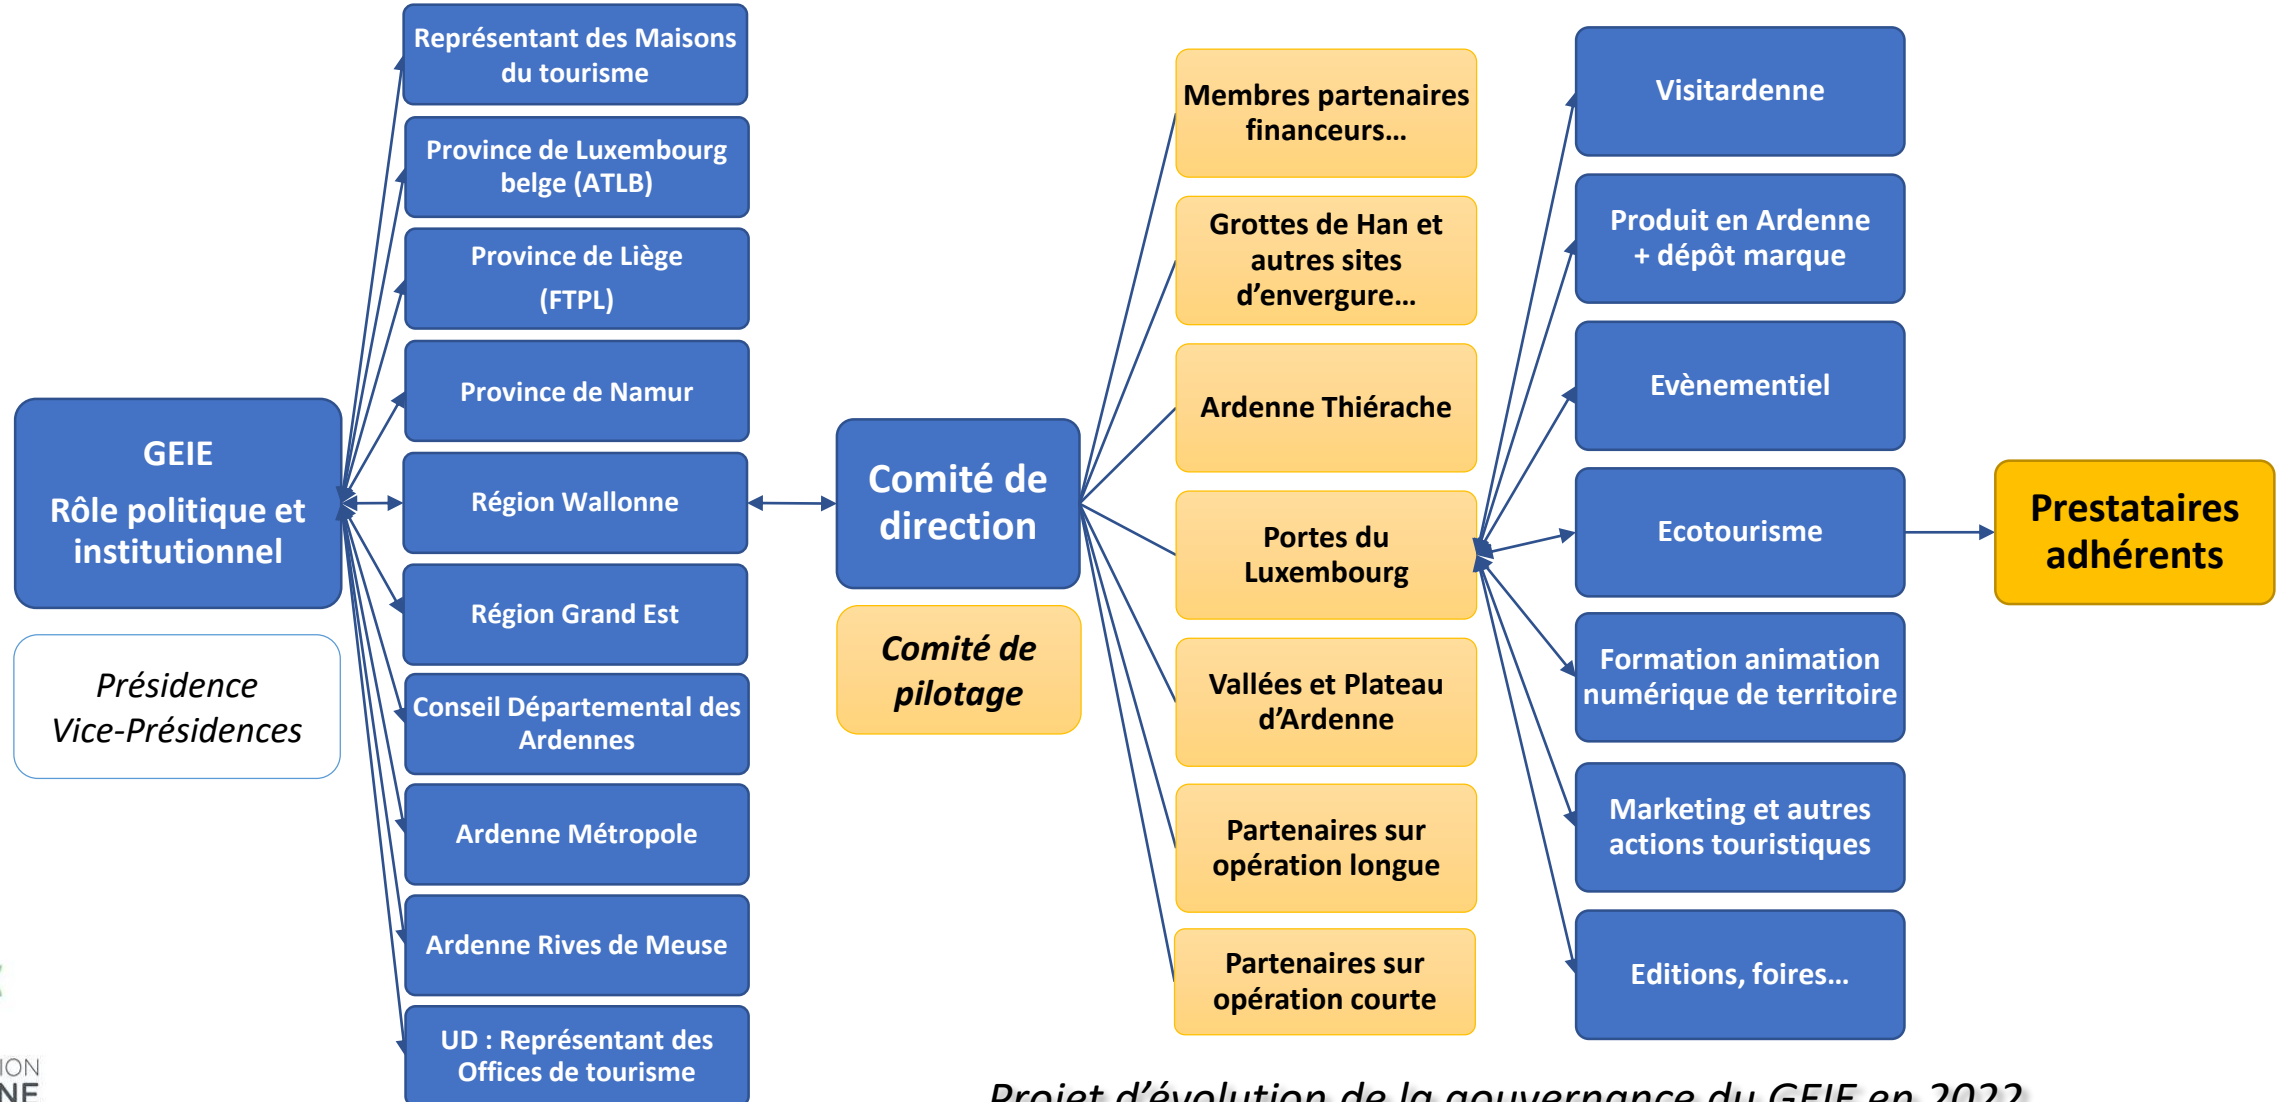 GEIE
Rôle politique et
institutionnel
Présidence
Vice-Présidences
Représentant des Maisons
du tourisme
Province de Luxembourg
belge (ATLB)
Province de Liège
(FTPL)
Province de Namur
Région Wallonne
Région Grand Est
Conseil Départemental des
Ardennes
Ardenne Métropole
Ardenne Rives de Meuse
UD : Représentant des
Offices de tourisme
Comité de
direction
Comité de
pilotage
Membres partenaires
financeurs...
Grottes de Han et
autres sites
d’envergure...
Ardenne Thiérache
Portes du
Luxembourg
Vallées et Plateau
d’Ardenne
Partenaires sur
opération longue
Partenaires sur
opération courte
Visitardenne
Produit en Ardenne
+ dépôt marque
Evènementiel
Ecotourisme
Formation animation
numérique de territoire
Marketing et autres
actions touristiques
Editions, foires...
Prestataires
adhérents
Projet d’évolution de la gouvernance du GEIE en 2022